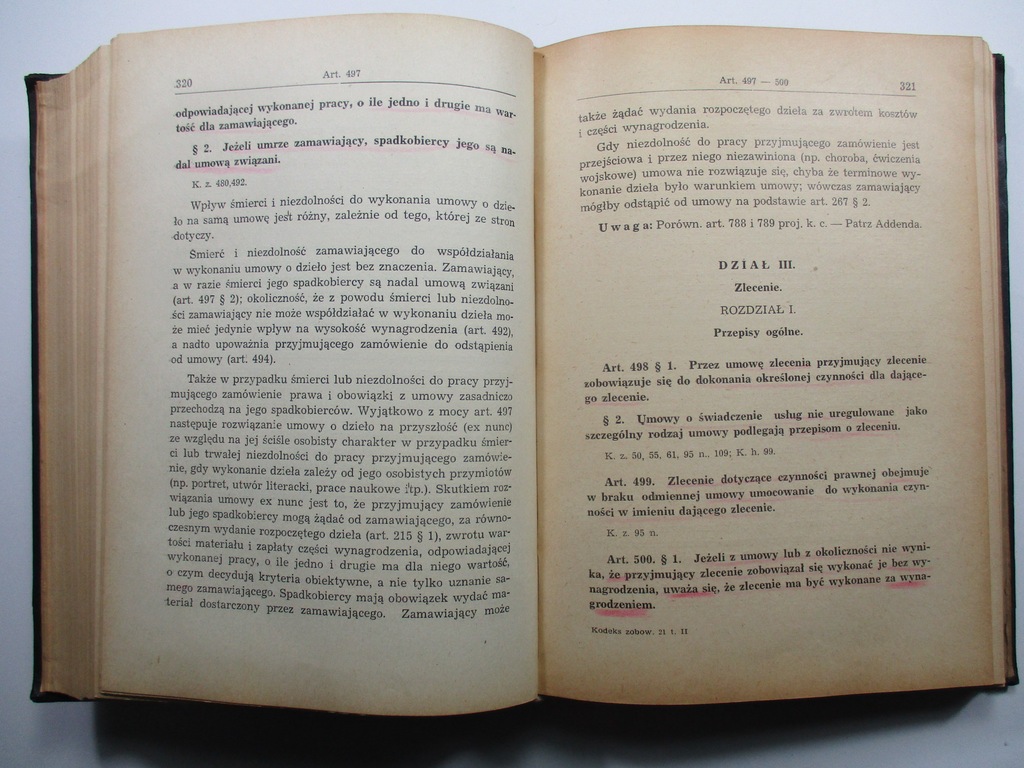 320
Art. 497
odpowiadającej wykonanej pracy, o ile jedno i drugie ma war-
tość dla zamawiającego.
§ 2. Jeżeli umrze zamawiający, spadkobiercy jego są na-
dal umową związani.
K. z. 480,492.
Wpływ śmierci i niezdolności do wykonania umowy o dzie-
ło na samą umowę jest różny, zależnie od tego, której ze stron
dotyczy.
Śmierć i niezdolność zamawiającego do współdziałania
w wykonaniu umowy o dzieło jest bez znaczenia. Zamawiający,
a w razie śmierci jego spadkobiercy są nadal umową związani
(art. 497 § 2); okoliczność, że z powodu śmierci lub niezdolno-
ści zamawiający nie może współdziałać w wykonaniu dzieła mo-
że mieć jedynie wpływ na wysokość wynagrodzenia (art. 492),
a nadto upoważnia przyjmującego zamówienie do odstąpienia
od umowy (art. 494).
Także w przypadku śmierci lub niezdolności do pracy przyj-
mującego zamówienie prawa i obowiązki z umowy zasadniczo
przechodzą na jego spadkobierców. Wyjątkowo z mocy art. 497
następuje rozwiązanie umowy o dzieło na przyszłość (ex nunc)
ze względu na jej ściśle osobisty charakter w przypadku śmier-
ci lub trwałej niezdolności do pracy przyjmującego zamówie-
nie, gdy wykonanie dzieła zależy od jego osobistych przymiotów
(np. portret, utwór literacki, prace naukowe itp.). Skutkiem roz-
wiązania umowy ex nunc jest to, że przyjmujący zamówienie
lub jego spadkobiercy mogą żądać od zamawiającego, za równo-
czesnym wydanie rozpoczętego dzieła (art. 215 § 1), zwrotu war-
tości materiału i zapłaty części wynagrodzenia, odpowiadającej
wykonanej pracy, o ile jedno i drugie ma dla niego wartość,
o czym decydują kryteria obiektywne, a nie tylko uznanie sa-
mego zamawiającego. Spadkobiercy mają obowiązek wydać ma-
teriał dostarczony przez zamawiającego. Zamawiający może
Art. 497 — 500
321
także żądać wydania rozpoczętego dzieła za zwrotem kosztów
i części wynagrodzenia.
Gdy niezdolność do pracy przyjmującego zamówienie jest
przejściowa i przez niego niezawiniona (np. choroba, ćwiczenia
wojskowe) umowa nie rozwiązuje się, chyba że terminowe wy-
konanie dzieła było warunkiem umowy; wówczas zamawiający
mógłby odstąpić od umowy na podstawie art. 267 § 2.
Uwaga: Porówn. art. 788 i 789 proj. k. c. — Patrz Addenda.
DZIAŁ III.
Zlecenie.
ROZDZIAŁ I.
Przepisy ogólne.
Art. 498 § 1. Przez umowę zlecenia przyjmujący zlecenie
zobowiązuje się do dokonania określonej czynności dla dające-
go zlecenie.
§ 2. Umowy o świadczenie usług nie uregulowane jako
szczególny rodzaj umowy podlegają przepisom o zleceniu.
K. z. 50, 55, 61, 95 n., 109; K. h. 99.
Art. 499. Zlecenie dotyczące czynności prawnej obejmuje
w braku odmiennej umowy umocowanie do wykonania czyn-
ności w imieniu dającego zlecenie.
K. z. 95 n.
Art. 500. § 1. Jeżeli z umowy lub z okoliczności nie wyni-
ka, że przyjmujący zlecenie zobowiązał się wykonać je bez wy-
nagrodzenia, uważa się, że zlecenie ma być wykonane za wyna-
grodzeniem.
Kodeks zobow. 21 t. II